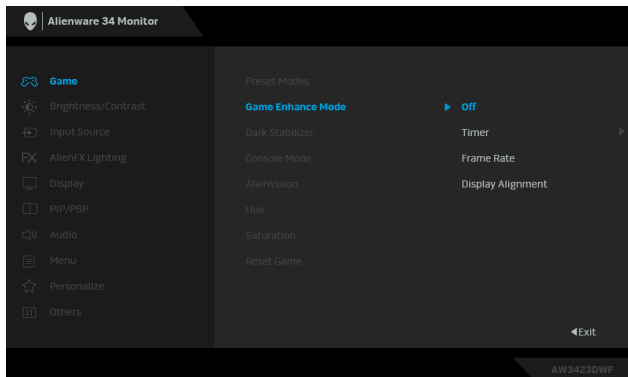 Alienware 34 Monitor
Game
Brightness/Contrast
Input Source
AlienFX Lighting
Display
PIP/PBP
Audio
Menu
Personalize
Others
Preset Modes
Game Enhance Mode
Dark Stabilizer
Console Mode
AlienVision
Hue
Saturation
Reset Game
Off
Timer
Frame Rate
Display Alignment
Exit
AW3423DWF